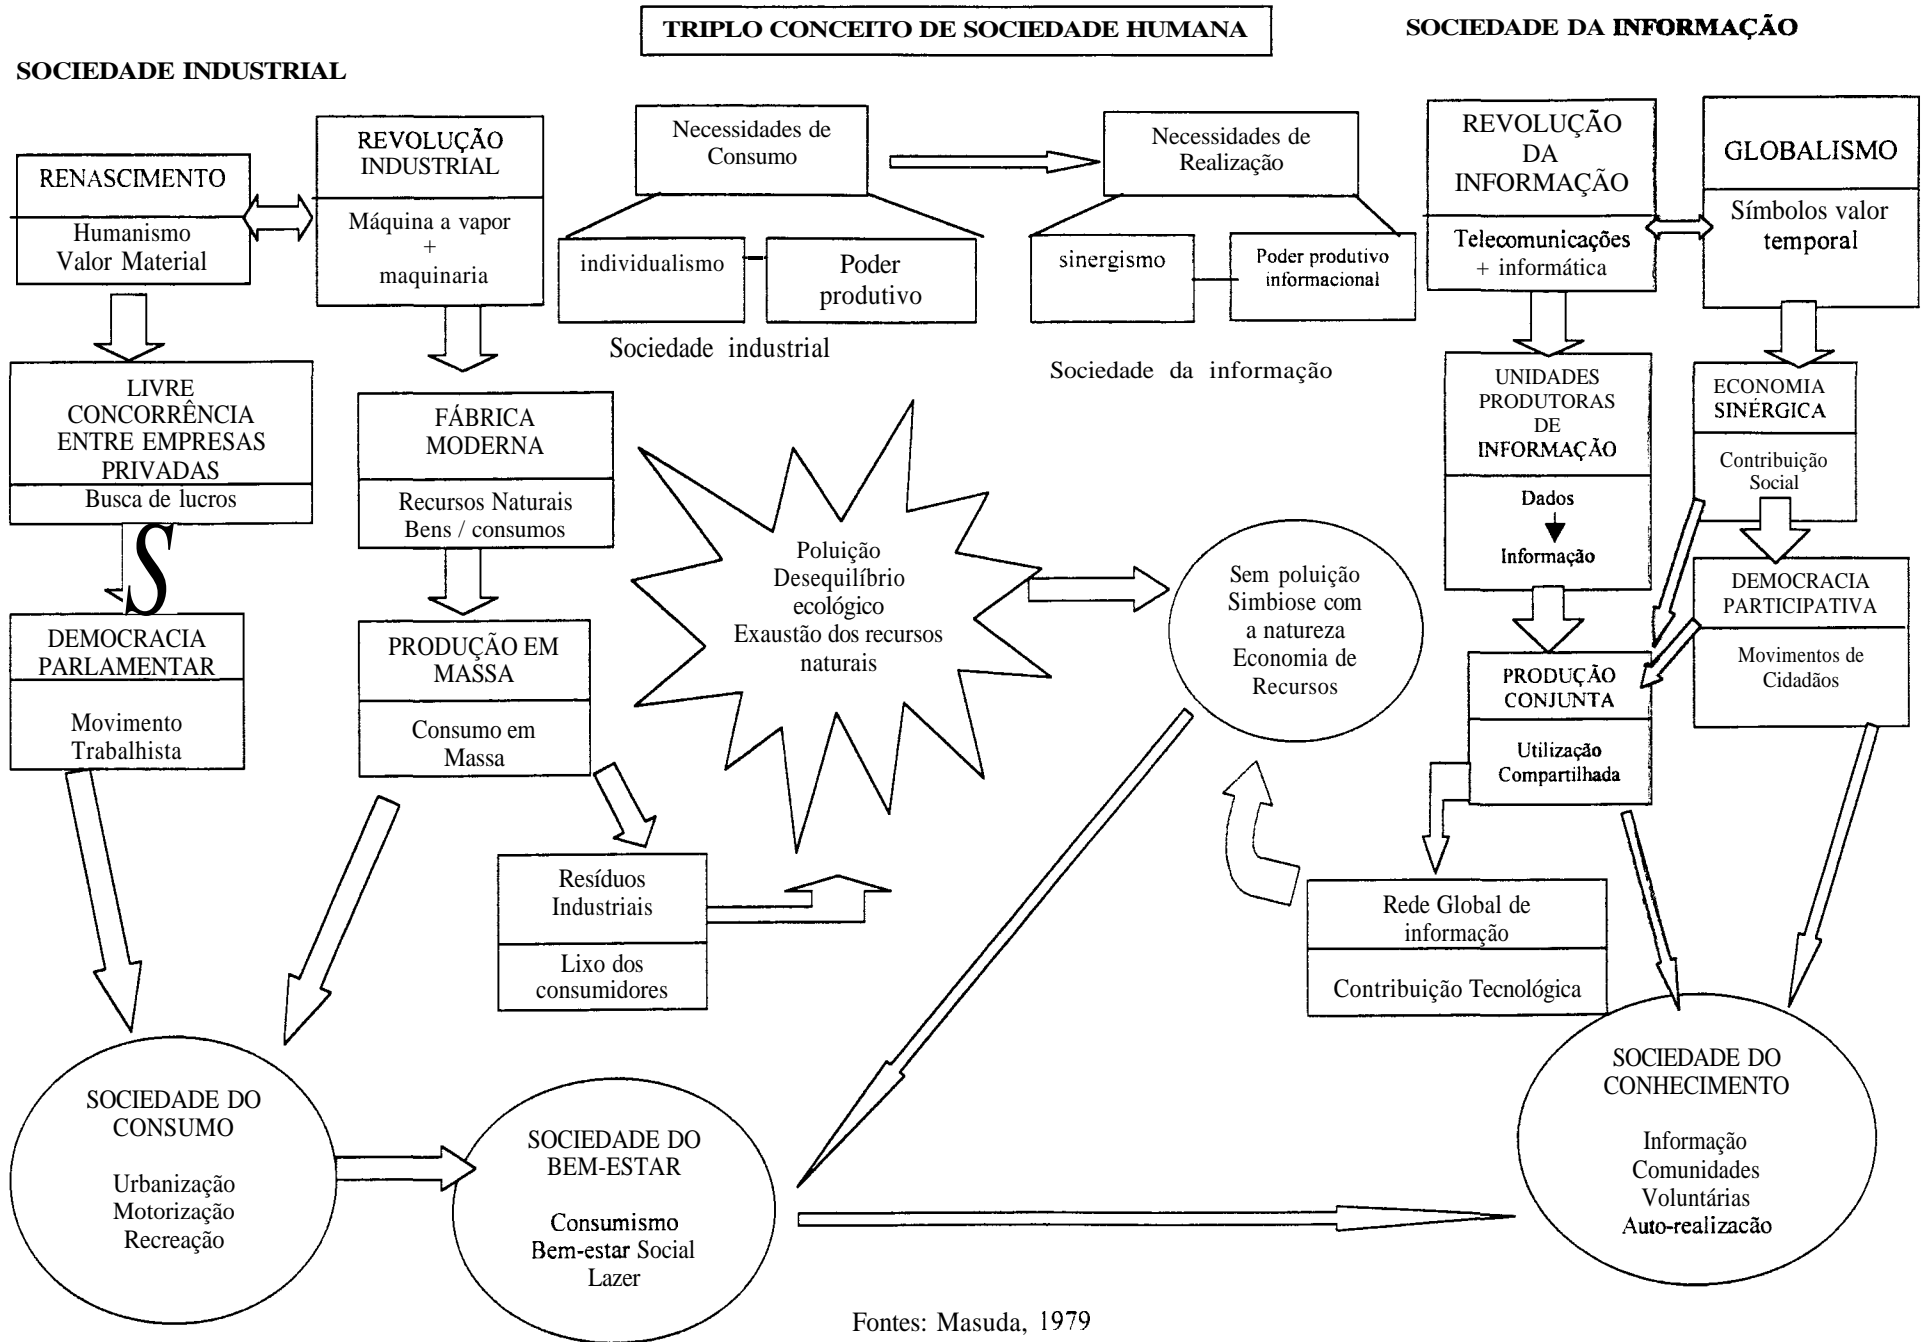 TRIPLO CONCEITO DE SOCIEDADE HUMANA
SOCIEDADE DA INFORMAÇÃO
SOCIEDADE INDUSTRIAL
RENASCIMENTO
Humanismo
Valor Material
REVOLUÇÃO
INDUSTRIAL
Máquina a vapor
+
maquinaria
Necessidades de
Consumo
individualismo
Poder
produtivo
Sociedade industrial
Necessidades de
Realização
sinergismo
Poder produtivo
informacional
Sociedade da informação
REVOLUÇÃO
DA
INFORMAÇÃO
Telecomunicações
+ informática
GLOBALISMO
Símbolos valor
temporal
LIVRE
CONCORRÊNCIA
ENTRE EMPRESAS
PRIVADAS
Busca de lucros
S
FÁBRICA
MODERNA
Recursos Naturais
Bens / consumos
Poluição
Desequilíbrio
ecológico
Exaustão dos recursos
naturais
Sem poluição
Simbiose com
a natureza
Economia de
Recursos
UNIDADES
PRODUTORAS
DE
INFORMAÇÃO
Dados
Informação
ECONOMIA
SINÉRGICA
Contribuição
Social
DEMOCRACIA
PARLAMENTAR
Movimento
Trabalhista
PRODUÇÃO EM
MASSA
Consumo em
Massa
PRODUÇÃO
CONJUNTA
Utilização
Compartilhada
DEMOCRACIA
PARTICIPATIVA
Movimentos de
Cidadãos
Resíduos
Industriais
Lixo dos
consumidores
Rede Global de
informação
Contribuição Tecnológica
SOCIEDADE DO
CONSUMO
Urbanização
Motorização
Recreação
SOCIEDADE DO
BEM-ESTAR
Consumismo
Bem-estar Social
Lazer
SOCIEDADE DO
CONHECIMENTO
Informação
Comunidades
Voluntárias
Auto-realizacão
Fontes: Masuda, 1979